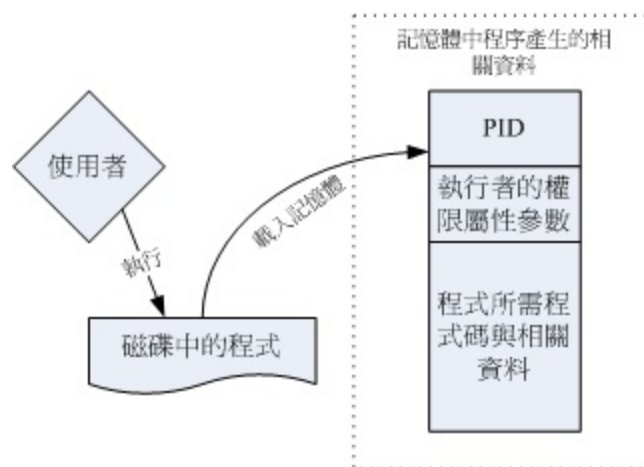 記憶體中程序產生的相
關資料
PID
使用者
執行者的權
限屬性參數
載入記憶體
執行
程式所需程
式碼與相關
資料
磁碟中的程式